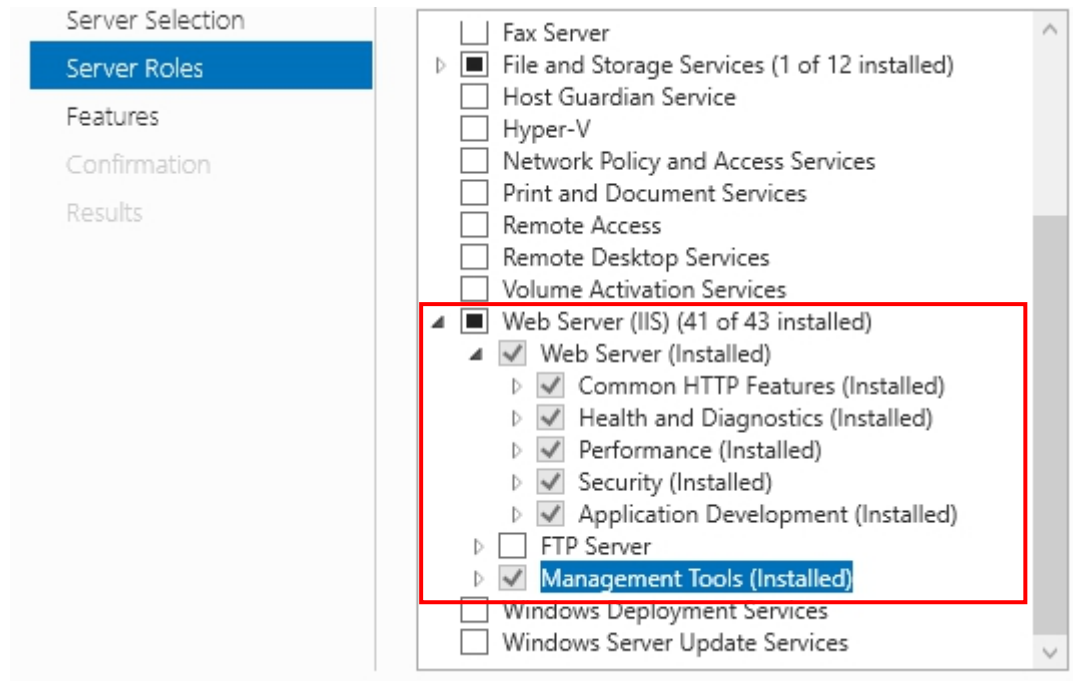 Server Selection
Server Roles
Features
Confirmation
Results
Fax Server
File and Storage Services (1 of 12 installed)
Host Guardian Service
Hyper-V
Network Policy and Access Services
Print and Document Services
Remote Access
Remote Desktop Services
Volume Activation Services
Web Server (IIS) (41 of 43 installed)
Web Server (Installed)
Common HTTP Features (Installed)
Health and Diagnostics (Installed)
Performance (Installed)
Security (Installed)
Application Development (Installed)
FTP Server
Management Tools (Installed)
Windows Deployment Services
Windows Server Update Services